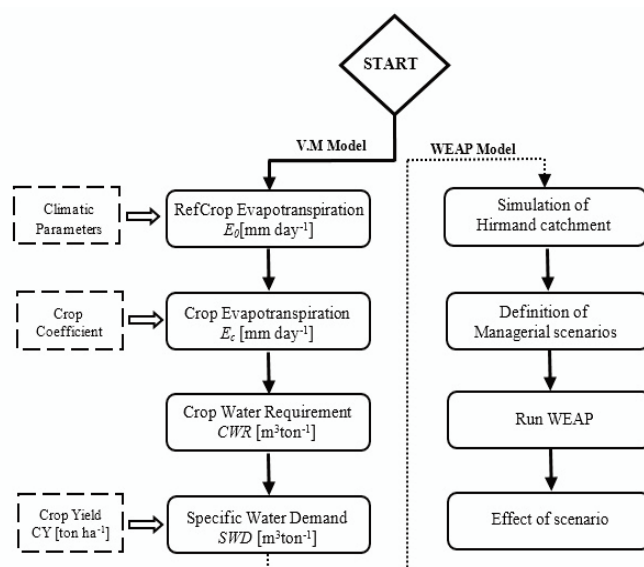 START
V.M Model
WEAP Model
Climatic
Parameters
RefCrop Evapotranspiration
E₀[mm day⁻¹]
Simulation of
Hirmand catchment
Crop
Coefficient
Crop Evapotranspiration
E꜀ [mm day⁻¹]
Definition of
Managerial scenarios
Crop Water Requirement
CWR [m³ton⁻¹]
Run WEAP
Crop Yield
CY [ton ha⁻¹]
Specific Water Demand
SWD [m³ton⁻¹]
Effect of scenario